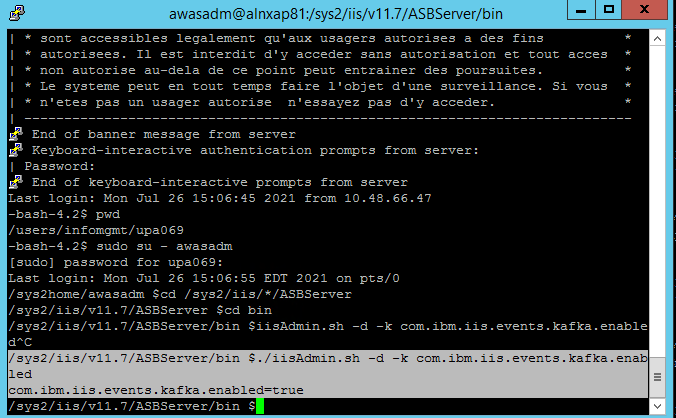 awasadm@alnxap81:/sys2/iis/v11.7/ASBServer/bin
| * sont accessibles legalement qu'aux usagers autorises a des fins *
| * autorisees. Il est interdit d'y acceder sans autorisation et tout acces *
| * non autorise au-dela de ce point peut entrainer des poursuites. *
| * Le systeme peut en tout temps faire l'objet d'une surveillance. Si vous *
| * n'etes pas un usager autorise n'essayez pas d'y acceder. *
| -----------------------------------------------------------------------------
End of banner message from server
Keyboard-interactive authentication prompts from server:
| Password:
End of keyboard-interactive prompts from server
Last login: Mon Jul 26 15:06:45 2021 from 10.48.66.47
-bash-4.2$ pwd
/users/infomgmt/upa069
-bash-4.2$ sudo su - awasadm
[sudo] password for upa069:
Last login: Mon Jul 26 15:06:55 EDT 2021 on pts/0
/sys2home/awasadm $cd /sys2/iis/*/ASBServer
/sys2/iis/v11.7/ASBServer $cd bin
/sys2/iis/v11.7/ASBServer/bin $iisAdmin.sh -d -k com.ibm.iis.events.kafka.enable
d^C
/sys2/iis/v11.7/ASBServer/bin $./iisAdmin.sh -d -k com.ibm.iis.events.kafka.enab
led
com.ibm.iis.events.kafka.enabled=true
/sys2/iis/v11.7/ASBServer/bin $